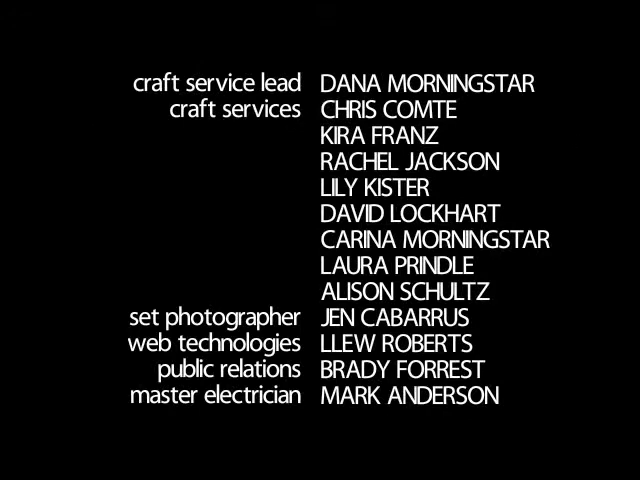 craft service lead DANA MORNINGSTAR
craft services CHRIS COMTE
KIRA FRANZ
RACHEL JACKSON
LILY KISTER
DAVID LOCKHART
CARINA MORNINGSTAR
LAURA PRINDLE
ALISON SCHULTZ
set photographer JEN CABARRUS
web technologies LLEW ROBERTS
public relations BRADY FORREST
master electrician MARK ANDERSON